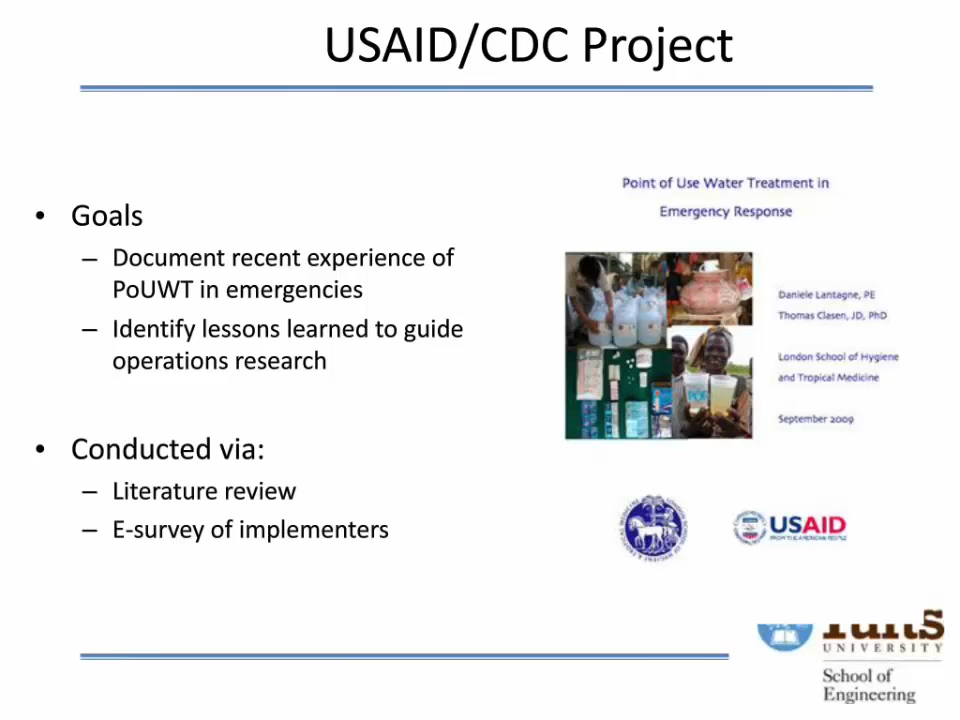 USAID/CDC Project
• Goals
– Document recent experience of
PoUWT in emergencies
– Identify lessons learned to guide
operations research
• Conducted via:
– Literature review
– E-survey of implementers
Point of Use Water Treatment in
Emergency Response
Daniele Lantagne, PE
Thomas Clasen, JD, PhD
London School of Hygiene
and Tropical Medicine
September 2009
USAID
FROM THE AMERICAN PEOPLE
Tufts
UNIVERSITY
School of
Engineering